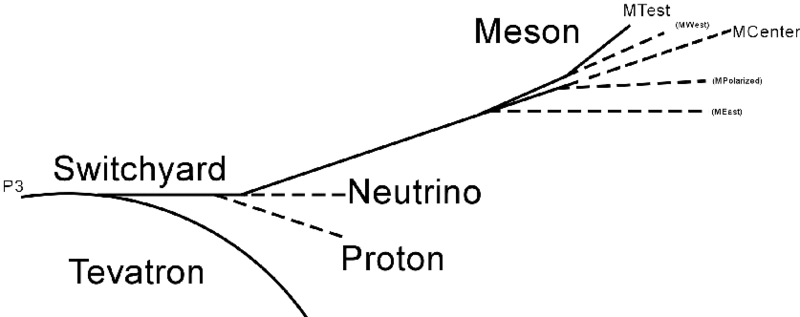 MTest
Meson
(MWest)
MCenter
(MPolarized)
(MEast)
Switchyard
P3
Neutrino
Proton
Tevatron